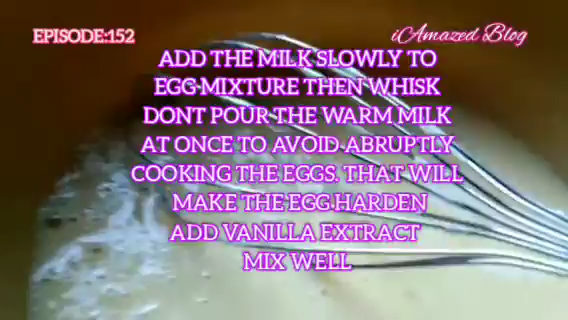 EPISODE:152
iAmazed Blog
ADD THE MILK SLOWLY TO
EGG MIXTURE THEN WHISK
DONT POUR THE WARM MILK
AT ONCE TO AVOID ABRUPTLY
COOKING THE EGGS, THAT WILL
MAKE THE EGG HARDEN
ADD VANILLA EXTRACT
MIX WELL